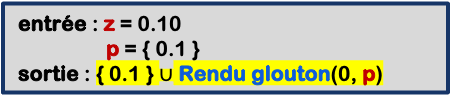 entrée : z = 0.10
p = { 0.1 }
sortie : { 0.1 } ∪ Rendu glouton(0, p)